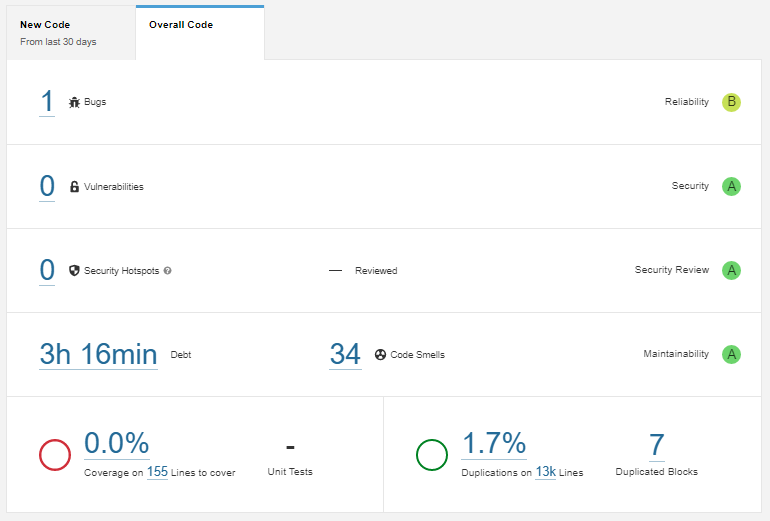 New Code
From last 30 days
Overall Code
1 Bugs
Reliability B
0 Vulnerabilities
Security A
0 Security Hotspots ?
— Reviewed
Security Review A
3h 16min Debt
34 Code Smells
Maintainability A
0.0%
Coverage on 155 Lines to cover
-
Unit Tests
1.7%
Duplications on 13k Lines
7
Duplicated Blocks